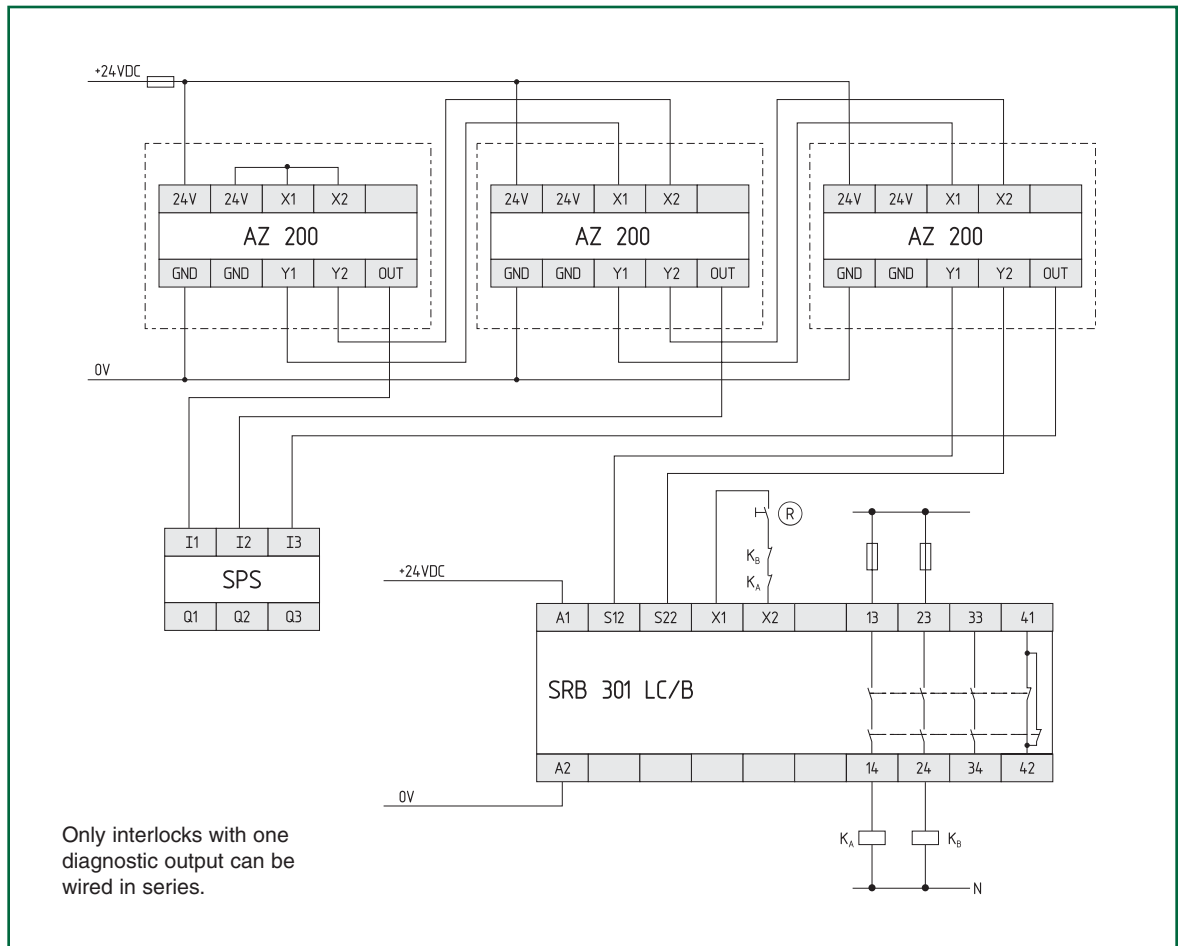 +24VDC
24V 24V X1 X2
AZ 200
GND GND Y1 Y2 OUT
24V 24V X1 X2
AZ 200
GND GND Y1 Y2 OUT
24V 24V X1 X2
AZ 200
GND GND Y1 Y2 OUT
0V
I1 I2 I3
SPS
Q1 Q2 Q3
R
KB
KA
+24VDC
A1 S12 S22 X1 X2 13 23 33 41
SRB 301 LC/B
A2 14 24 34 42
0V
KA KB
N
Only interlocks with one
diagnostic output can be
wired in series.